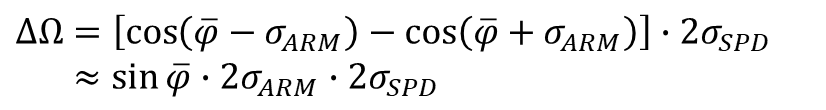 ΔΩ = [cos(φ̄ − σ_ARM) − cos(φ̄ + σ_ARM)] · 2σ_SPD
≈ sin φ̄ · 2σ_ARM · 2σ_SPD